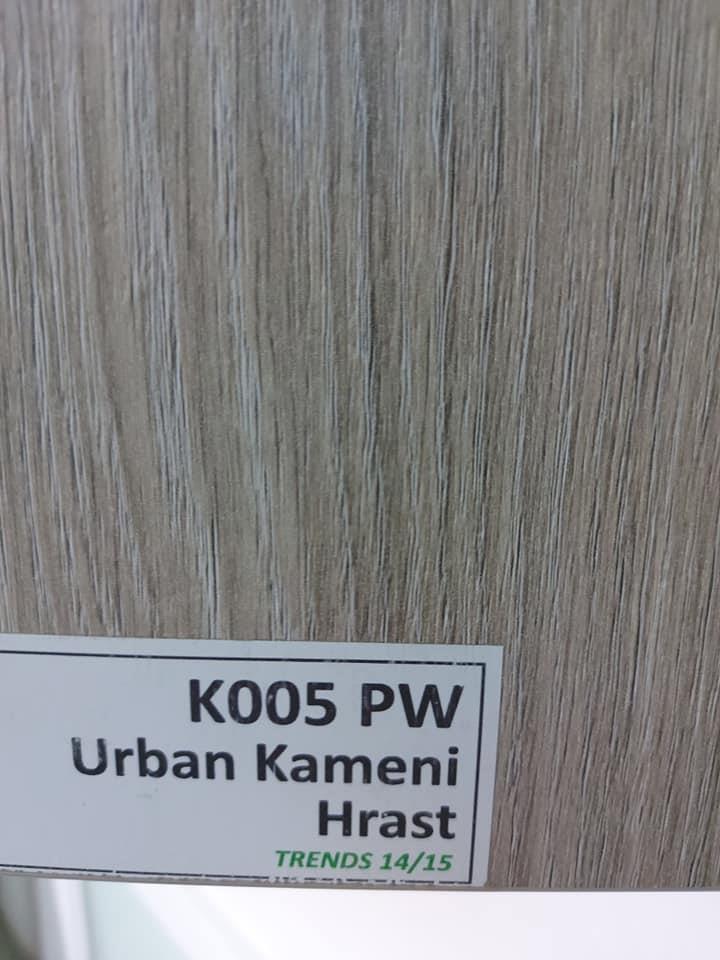 K005 PW
Urban Kameni
Hrast
TRENDS 14/15